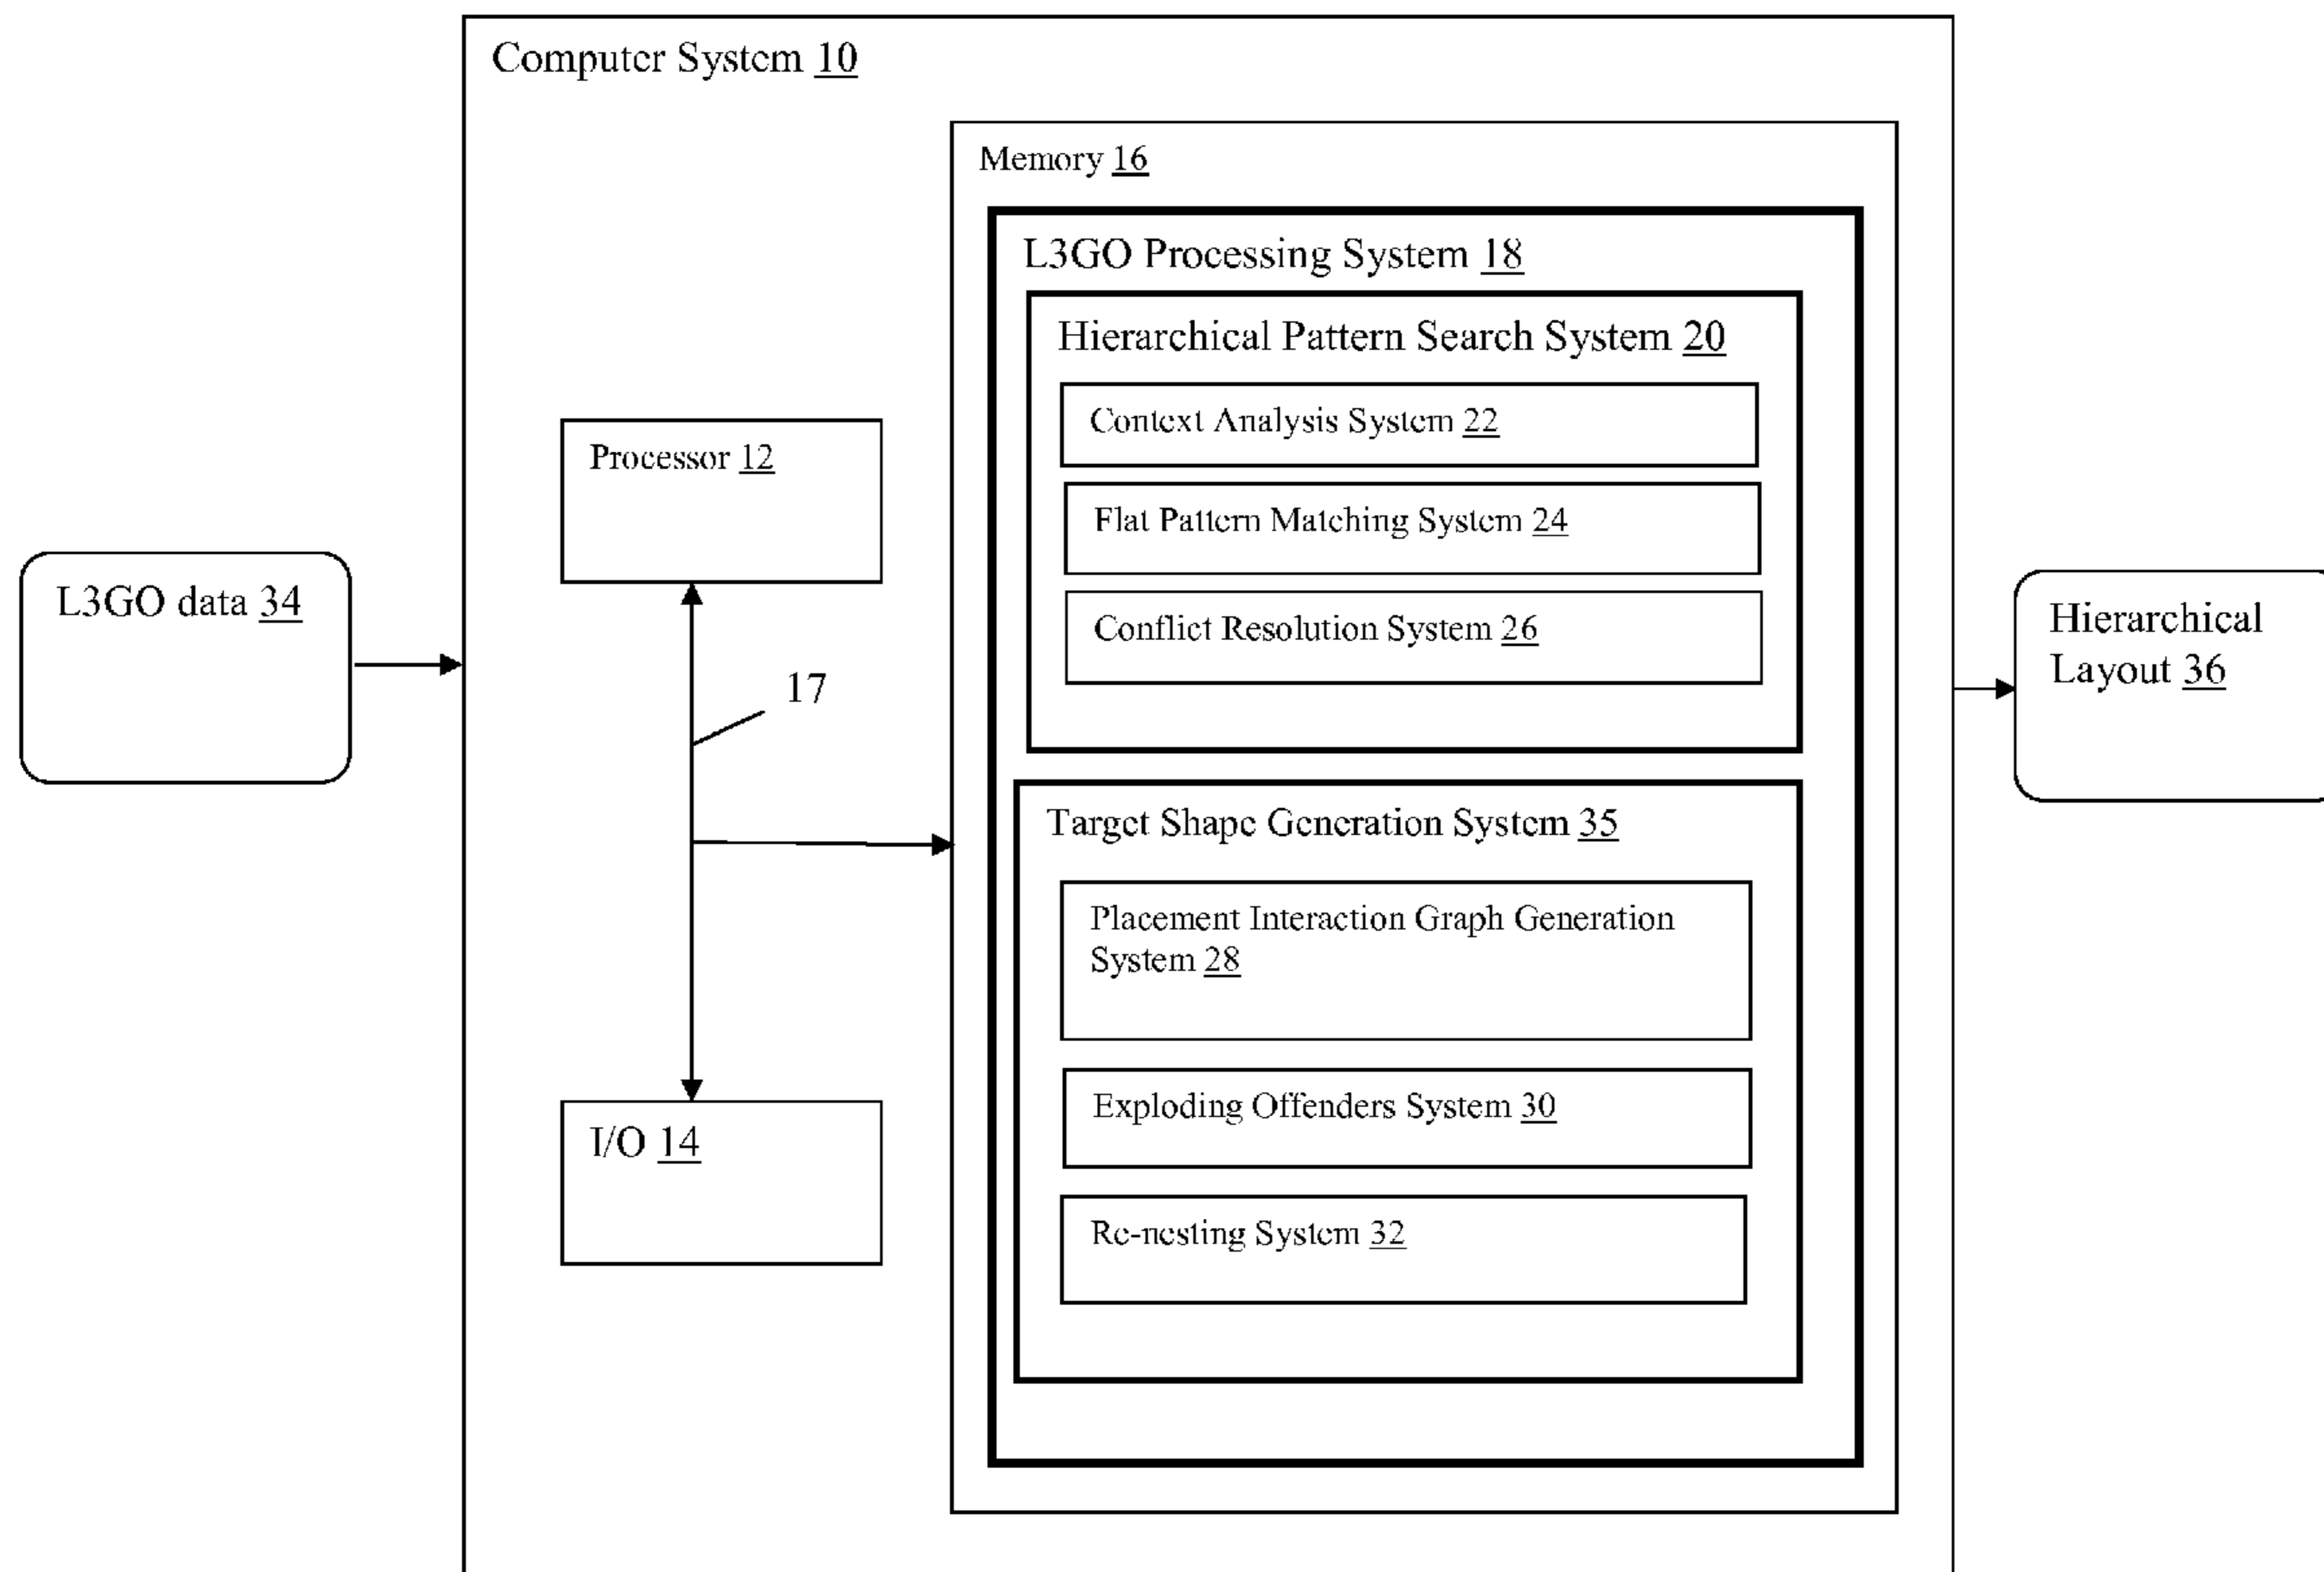 Computer System 10
Memory 16
L3GO Processing System 18
Hierarchical Pattern Search System 20
Context Analysis System 22
Processor 12
Flat Pattern Matching System 24
L3GO data 34
Conflict Resolution System 26
Hierarchical
Layout 36
17
Target Shape Generation System 35
Placement Interaction Graph Generation
System 28
Exploding Offenders System 30
I/O 14
Re-nesting System 32